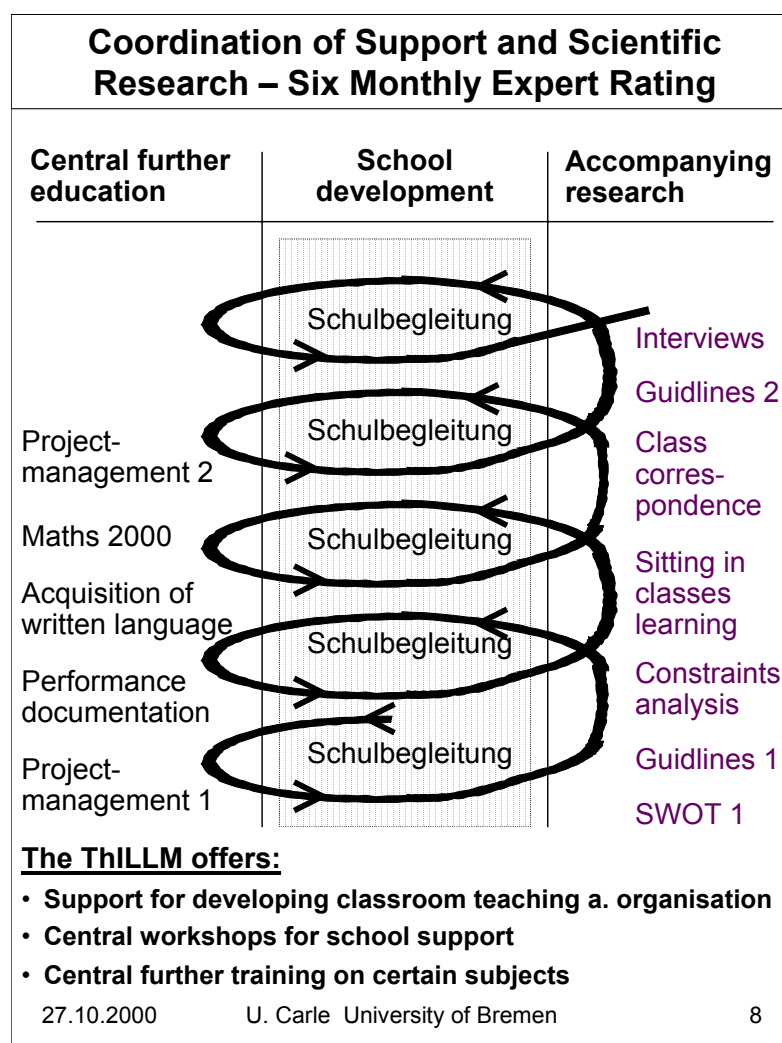 Coordination of Support and Scientific
Research – Six Monthly Expert Rating
Central further
education
School
development
Accompanying
research
Schulbegleitung
Schulbegleitung
Schulbegleitung
Schulbegleitung
Schulbegleitung
Project-
management 2
Maths 2000
Acquisition of
written language
Performance
documentation
Project-
management 1
Interviews
Guidlines 2
Class
corres-
pondence
Sitting in
classes
learning
Constraints
analysis
Guidlines 1
SWOT 1
The ThILLM offers:
• Support for developing classroom teaching a. organisation
• Central workshops for school support
• Central further training on certain subjects
27.10.2000 U. Carle University of Bremen 8